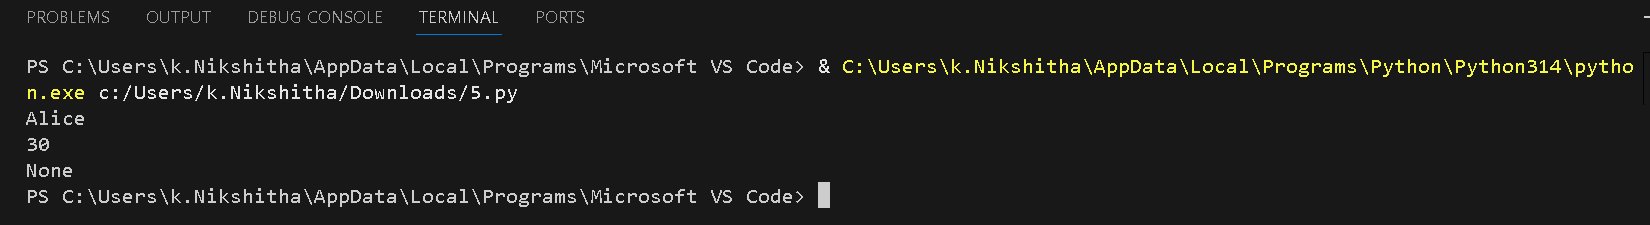 PROBLEMS OUTPUT DEBUG CONSOLE TERMINAL PORTS
PS C:\Users\k.Nikshitha\AppData\Local\Programs\Microsoft VS Code> & C:\Users\k.Nikshitha\AppData\Local\Programs\Python\Python314\pytho
n.exe c:/Users/k.Nikshitha/Downloads/5.py
Alice
30
None
PS C:\Users\k.Nikshitha\AppData\Local\Programs\Microsoft VS Code>